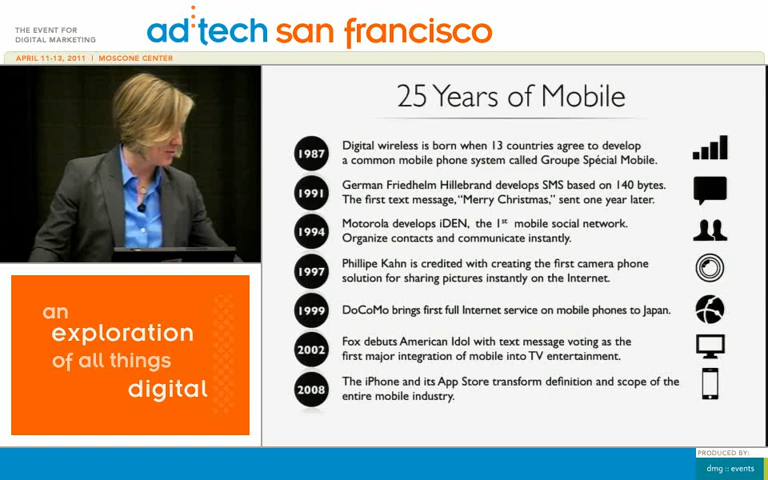 THE EVENT FOR
DIGITAL MARKETING
ad:tech san francisco
APRIL 11-13, 2011 | MOSCONE CENTER
25 Years of Mobile
1987
Digital wireless is born when 13 countries agree to develop
a common mobile phone system called Groupe Spécial Mobile.
1991
German Friedhelm Hillebrand develops SMS based on 140 bytes.
The first text message, “Merry Christmas,” sent one year later.
1994
Motorola develops iDEN, the 1st mobile social network.
Organize contacts and communicate instantly.
1997
Phillipe Kahn is credited with creating the first camera phone
solution for sharing pictures instantly on the Internet.
1999
DoCoMo brings first full Internet service on mobile phones to Japan.
2002
Fox debuts American Idol with text message voting as the
first major integration of mobile into TV entertainment.
2008
The iPhone and its App Store transform definition and scope of the
entire mobile industry.
an
exploration
of all things
digital
PRODUCED BY:
dmg :: events